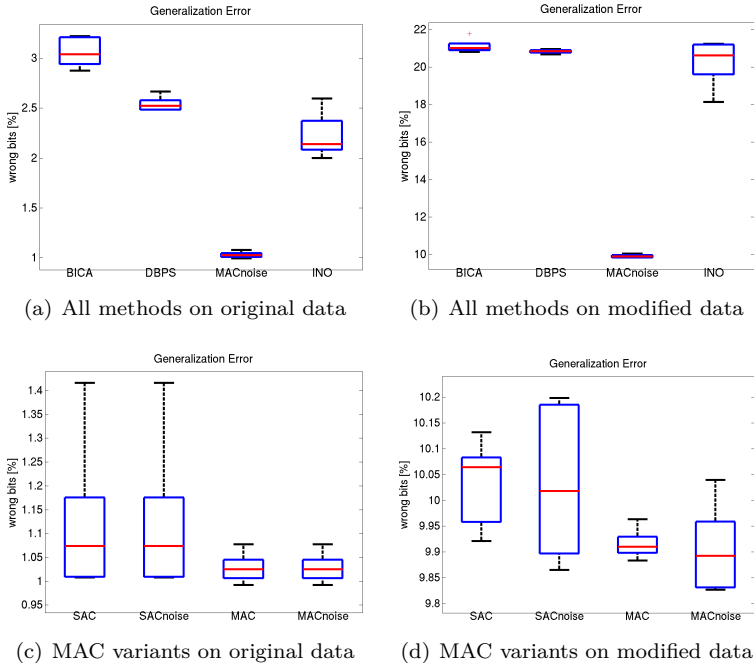 Generalization Error
wrong bits [%]
3
2.5
2
1.5
1
BICA DBPS MACnoise INO
(a) All methods on original data
Generalization Error
wrong bits [%]
22
20
18
16
14
12
10
BICA DBPS MACnoise INO
(b) All methods on modified data
Generalization Error
wrong bits [%]
1.4
1.35
1.3
1.25
1.2
1.15
1.1
1.05
1
0.95
SAC SACnoise MAC MACnoise
(c) MAC variants on original data
Generalization Error
wrong bits [%]
10.2
10.15
10.1
10.05
10
9.95
9.9
9.85
9.8
SAC SACnoise MAC MACnoise
(d) MAC variants on modified data